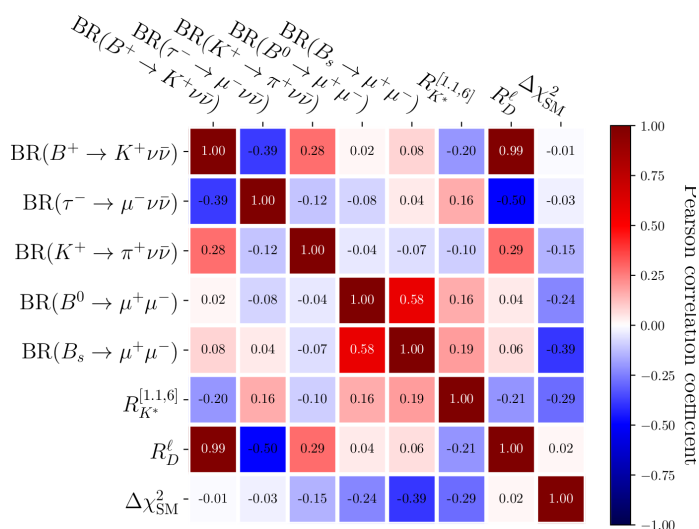 BR(B⁺ → K⁺νν̄)
BR(τ⁻ → μ⁻νν̄)
BR(K⁺ → π⁺νν̄)
BR(B⁰ → μ⁺μ⁻)
BR(B_s → μ⁺μ⁻)
R_{K*}^{[1.1,6]}
R_D^ℓ
Δχ²_SM
BR(B⁺ → K⁺νν̄) 1.00 -0.39 0.28 0.02 0.08 -0.20 0.99 -0.01
BR(τ⁻ → μ⁻νν̄) -0.39 1.00 -0.12 -0.08 0.04 0.16 -0.50 -0.03
BR(K⁺ → π⁺νν̄) 0.28 -0.12 1.00 -0.04 -0.07 -0.10 0.29 -0.15
BR(B⁰ → μ⁺μ⁻) 0.02 -0.08 -0.04 1.00 0.58 0.16 0.04 -0.24
BR(B_s → μ⁺μ⁻) 0.08 0.04 -0.07 0.58 1.00 0.19 0.06 -0.39
R_{K*}^{[1.1,6]} -0.20 0.16 -0.10 0.16 0.19 1.00 -0.21 -0.29
R_D^ℓ 0.99 -0.50 0.29 0.04 0.06 -0.21 1.00 0.02
Δχ²_SM -0.01 -0.03 -0.15 -0.24 -0.39 -0.29 0.02 1.00
1.00
0.75
0.50
0.25
0.00
−0.25
−0.50
−0.75
−1.00
Pearson correlation coefficient